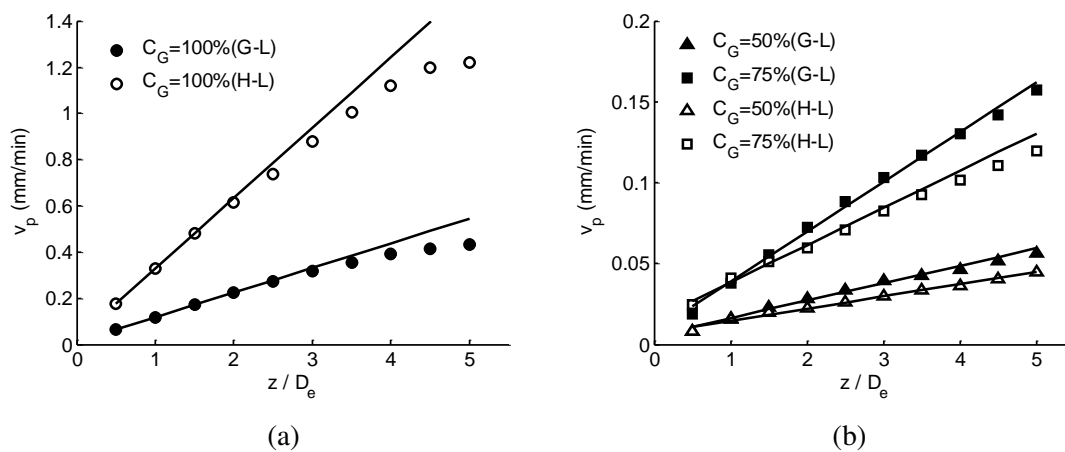 1.4
1.2
1
0.8
0.6
0.4
0.2
0
v_p (mm/min)
C_G=100%(G-L)
C_G=100%(H-L)
0 1 2 3 4 5
z / D_e
(a)
0.2
0.15
0.1
0.05
0
v_p (mm/min)
C_G=50%(G-L)
C_G=75%(G-L)
C_G=50%(H-L)
C_G=75%(H-L)
0 1 2 3 4 5
z / D_e
(b)